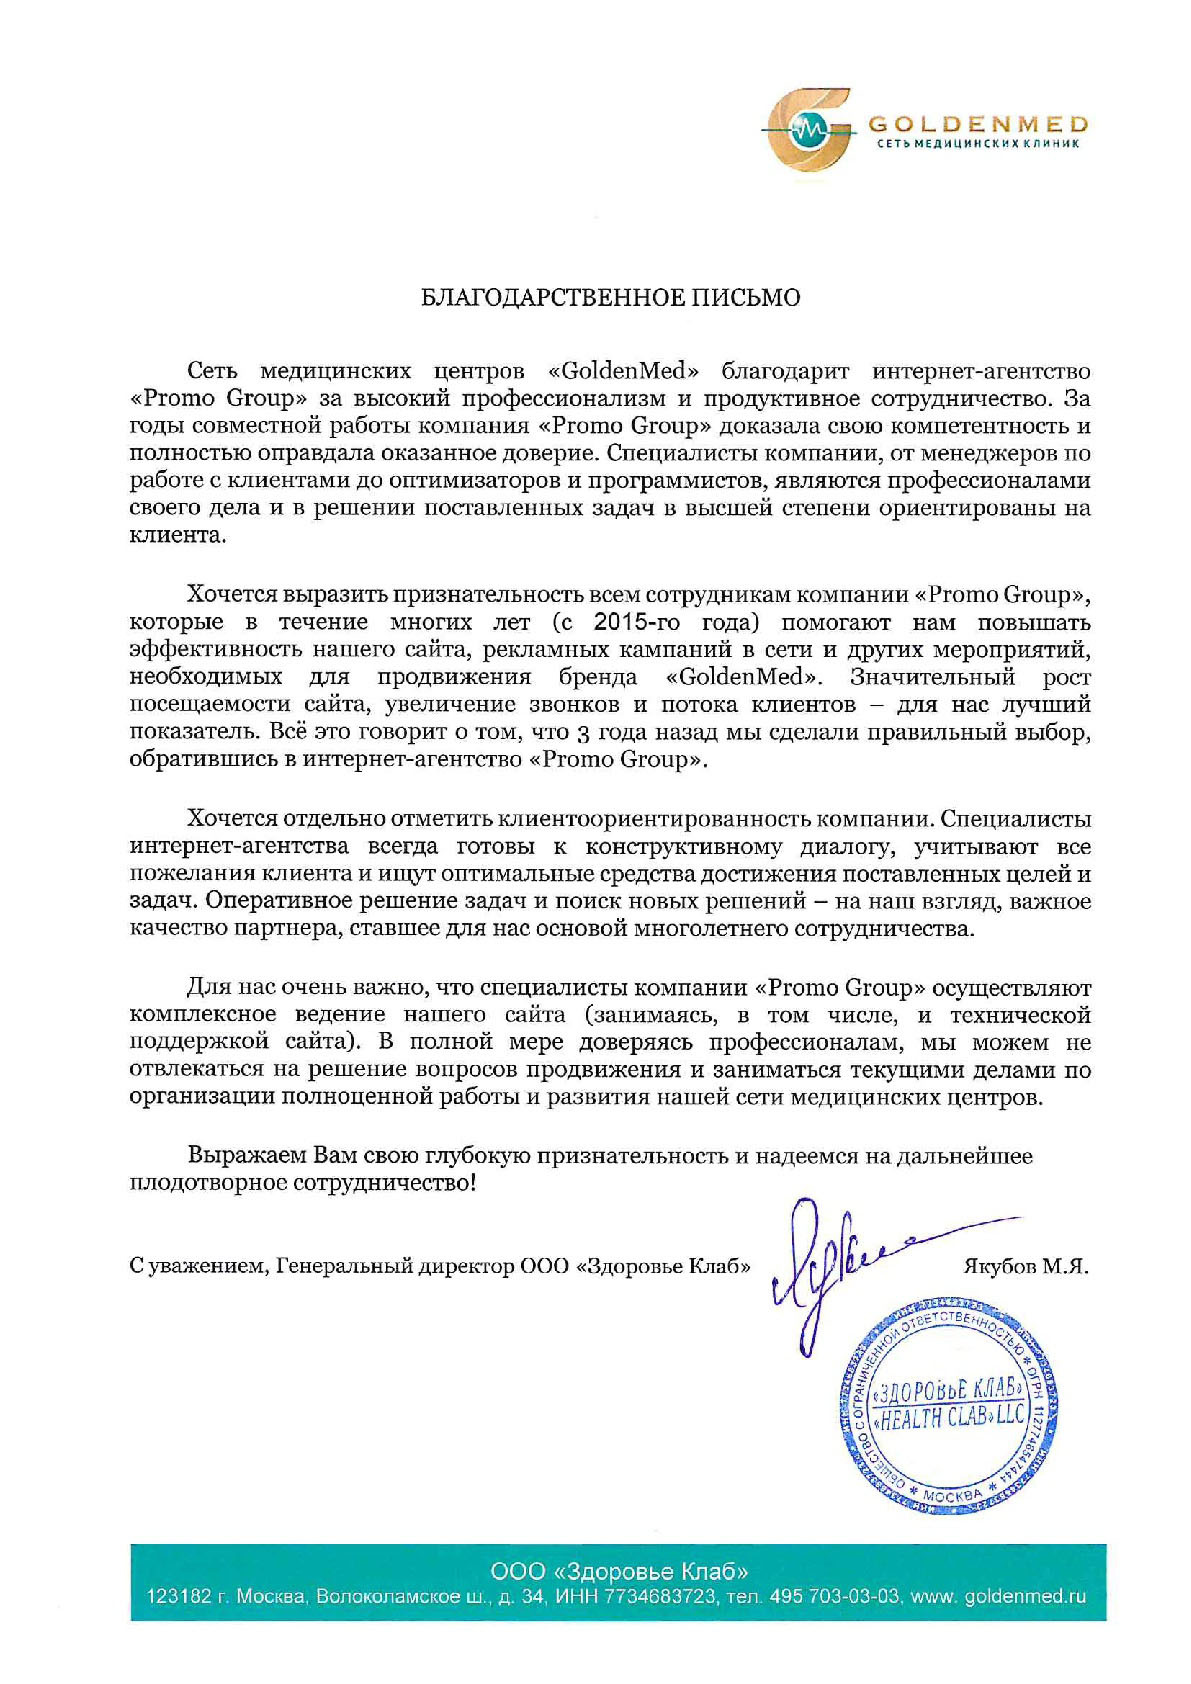 GOLDENMED
СЕТЬ МЕДИЦИНСКИХ КЛИНИК
БЛАГОДАРСТВЕННОЕ ПИСЬМО
Сеть медицинских центров «GoldenMed» благодарит интернет-агентство
«Promo Group» за высокий профессионализм и продуктивное сотрудничество. За
годы совместной работы компания «Promo Group» доказала свою компетентность и
полностью оправдала оказанное доверие. Специалисты компании, от менеджеров по
работе с клиентами до оптимизаторов и программистов, являются профессионалами
своего дела и в решении поставленных задач в высшей степени ориентированы на
клиента.
Хочется выразить признательность всем сотрудникам компании «Promo Group»,
которые в течение многих лет (с 2015-го года) помогают нам повышать
эффективность нашего сайта, рекламных кампаний в сети и других мероприятий,
необходимых для продвижения бренда «GoldenMed». Значительный рост
посещаемости сайта, увеличение звонков и потока клиентов – для нас лучший
показатель. Всё это говорит о том, что 3 года назад мы сделали правильный выбор,
обратившись в интернет-агентство «Promo Group».
Хочется отдельно отметить клиентоориентированность компании. Специалисты
интернет-агентства всегда готовы к конструктивному диалогу, учитывают все
пожелания клиента и ищут оптимальные средства достижения поставленных целей и
задач. Оперативное решение задач и поиск новых решений – на наш взгляд, важное
качество партнера, ставшее для нас основой многолетнего сотрудничества.
Для нас очень важно, что специалисты компании «Promo Group» осуществляют
комплексное ведение нашего сайта (занимаясь, в том числе, и технической
поддержкой сайта). В полной мере доверяясь профессионалам, мы можем не
отвлекаться на решение вопросов продвижения и заниматься текущими делами по
организации полноценной работы и развития нашей сети медицинских центров.
Выражаем Вам свою глубокую признательность и надеемся на дальнейшее
плодотворное сотрудничество!
С уважением, Генеральный директор ООО «Здоровье Клаб» Якубов М.Я.
ОБЩЕСТВО С ОГРАНИЧЕННОЙ ОТВЕТСТВЕННОСТЬЮ * ОГРН 1127746547444 * МОСКВА *
«ЗДОРОВЬЕ КЛАБ»
«HEALTH CLAB» LLC
ООО «Здоровье Клаб»
123182 г. Москва, Волоколамское ш., д. 34, ИНН 7734683723, тел. 495 703-03-03, www. goldenmed.ru